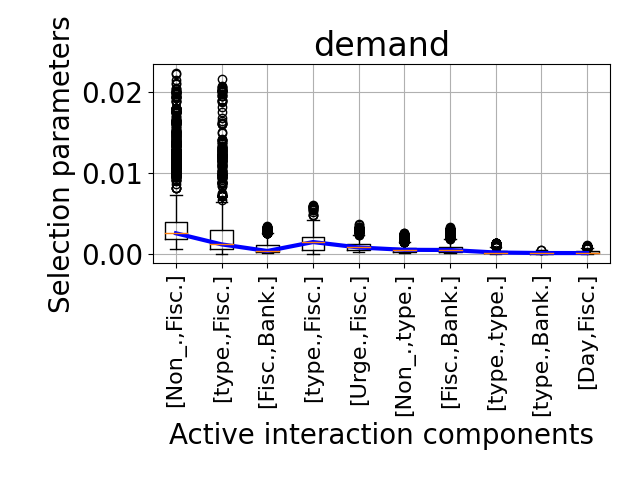 demand
Selection parameters
0.02
0.01
0.00
[Non_.,Fisc.]
[type.,Fisc.]
[Fisc.,Bank.]
[type.,Fisc.]
[Urge.,Fisc.]
[Non_.,type.]
[Fisc.,Bank.]
[type.,type.]
[type.,Bank.]
[Day,Fisc.]
Active interaction components